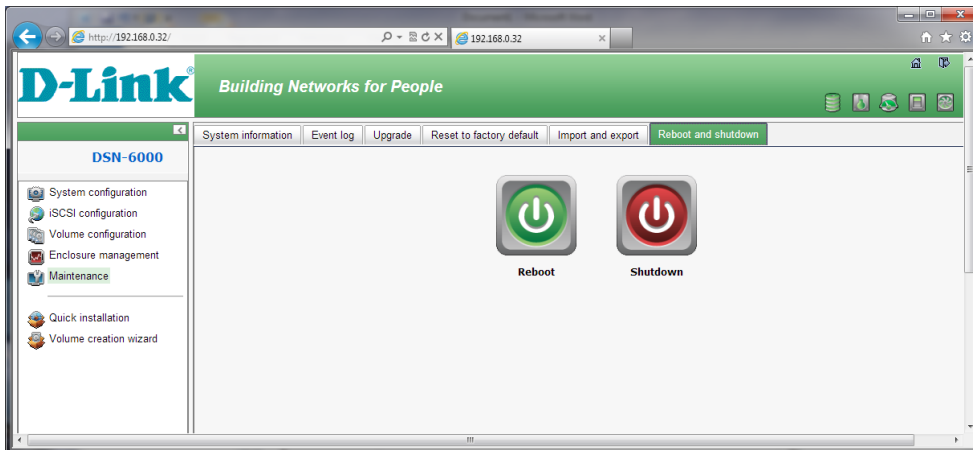 http://192.168.0.32/
192.168.0.32
D-Link®
Building Networks for People
DSN-6000
System information Event log Upgrade Reset to factory default Import and export Reboot and shutdown
System configuration
iSCSI configuration
Volume configuration
Enclosure management
Maintenance
Quick installation
Volume creation wizard
Reboot Shutdown